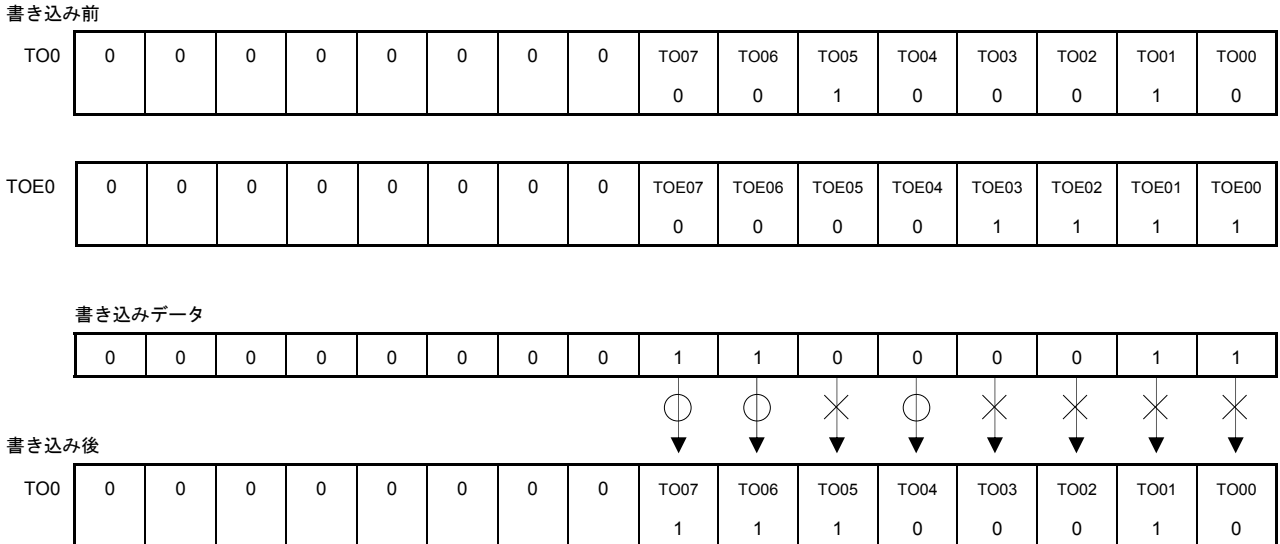 書き込み前
TO0 0 0 0 0 0 0 0 0 TO07 TO06 TO05 TO04 TO03 TO02 TO01 TO00
0 0 1 0 0 0 1 0
TOE0 0 0 0 0 0 0 0 0 TOE07 TOE06 TOE05 TOE04 TOE03 TOE02 TOE01 TOE00
0 0 0 0 1 1 1 1
書き込みデータ
0 0 0 0 0 0 0 0 1 1 0 0 0 0 1 1
書き込み後
TO0 0 0 0 0 0 0 0 0 TO07 TO06 TO05 TO04 TO03 TO02 TO01 TO00
1 1 1 0 0 0 1 0